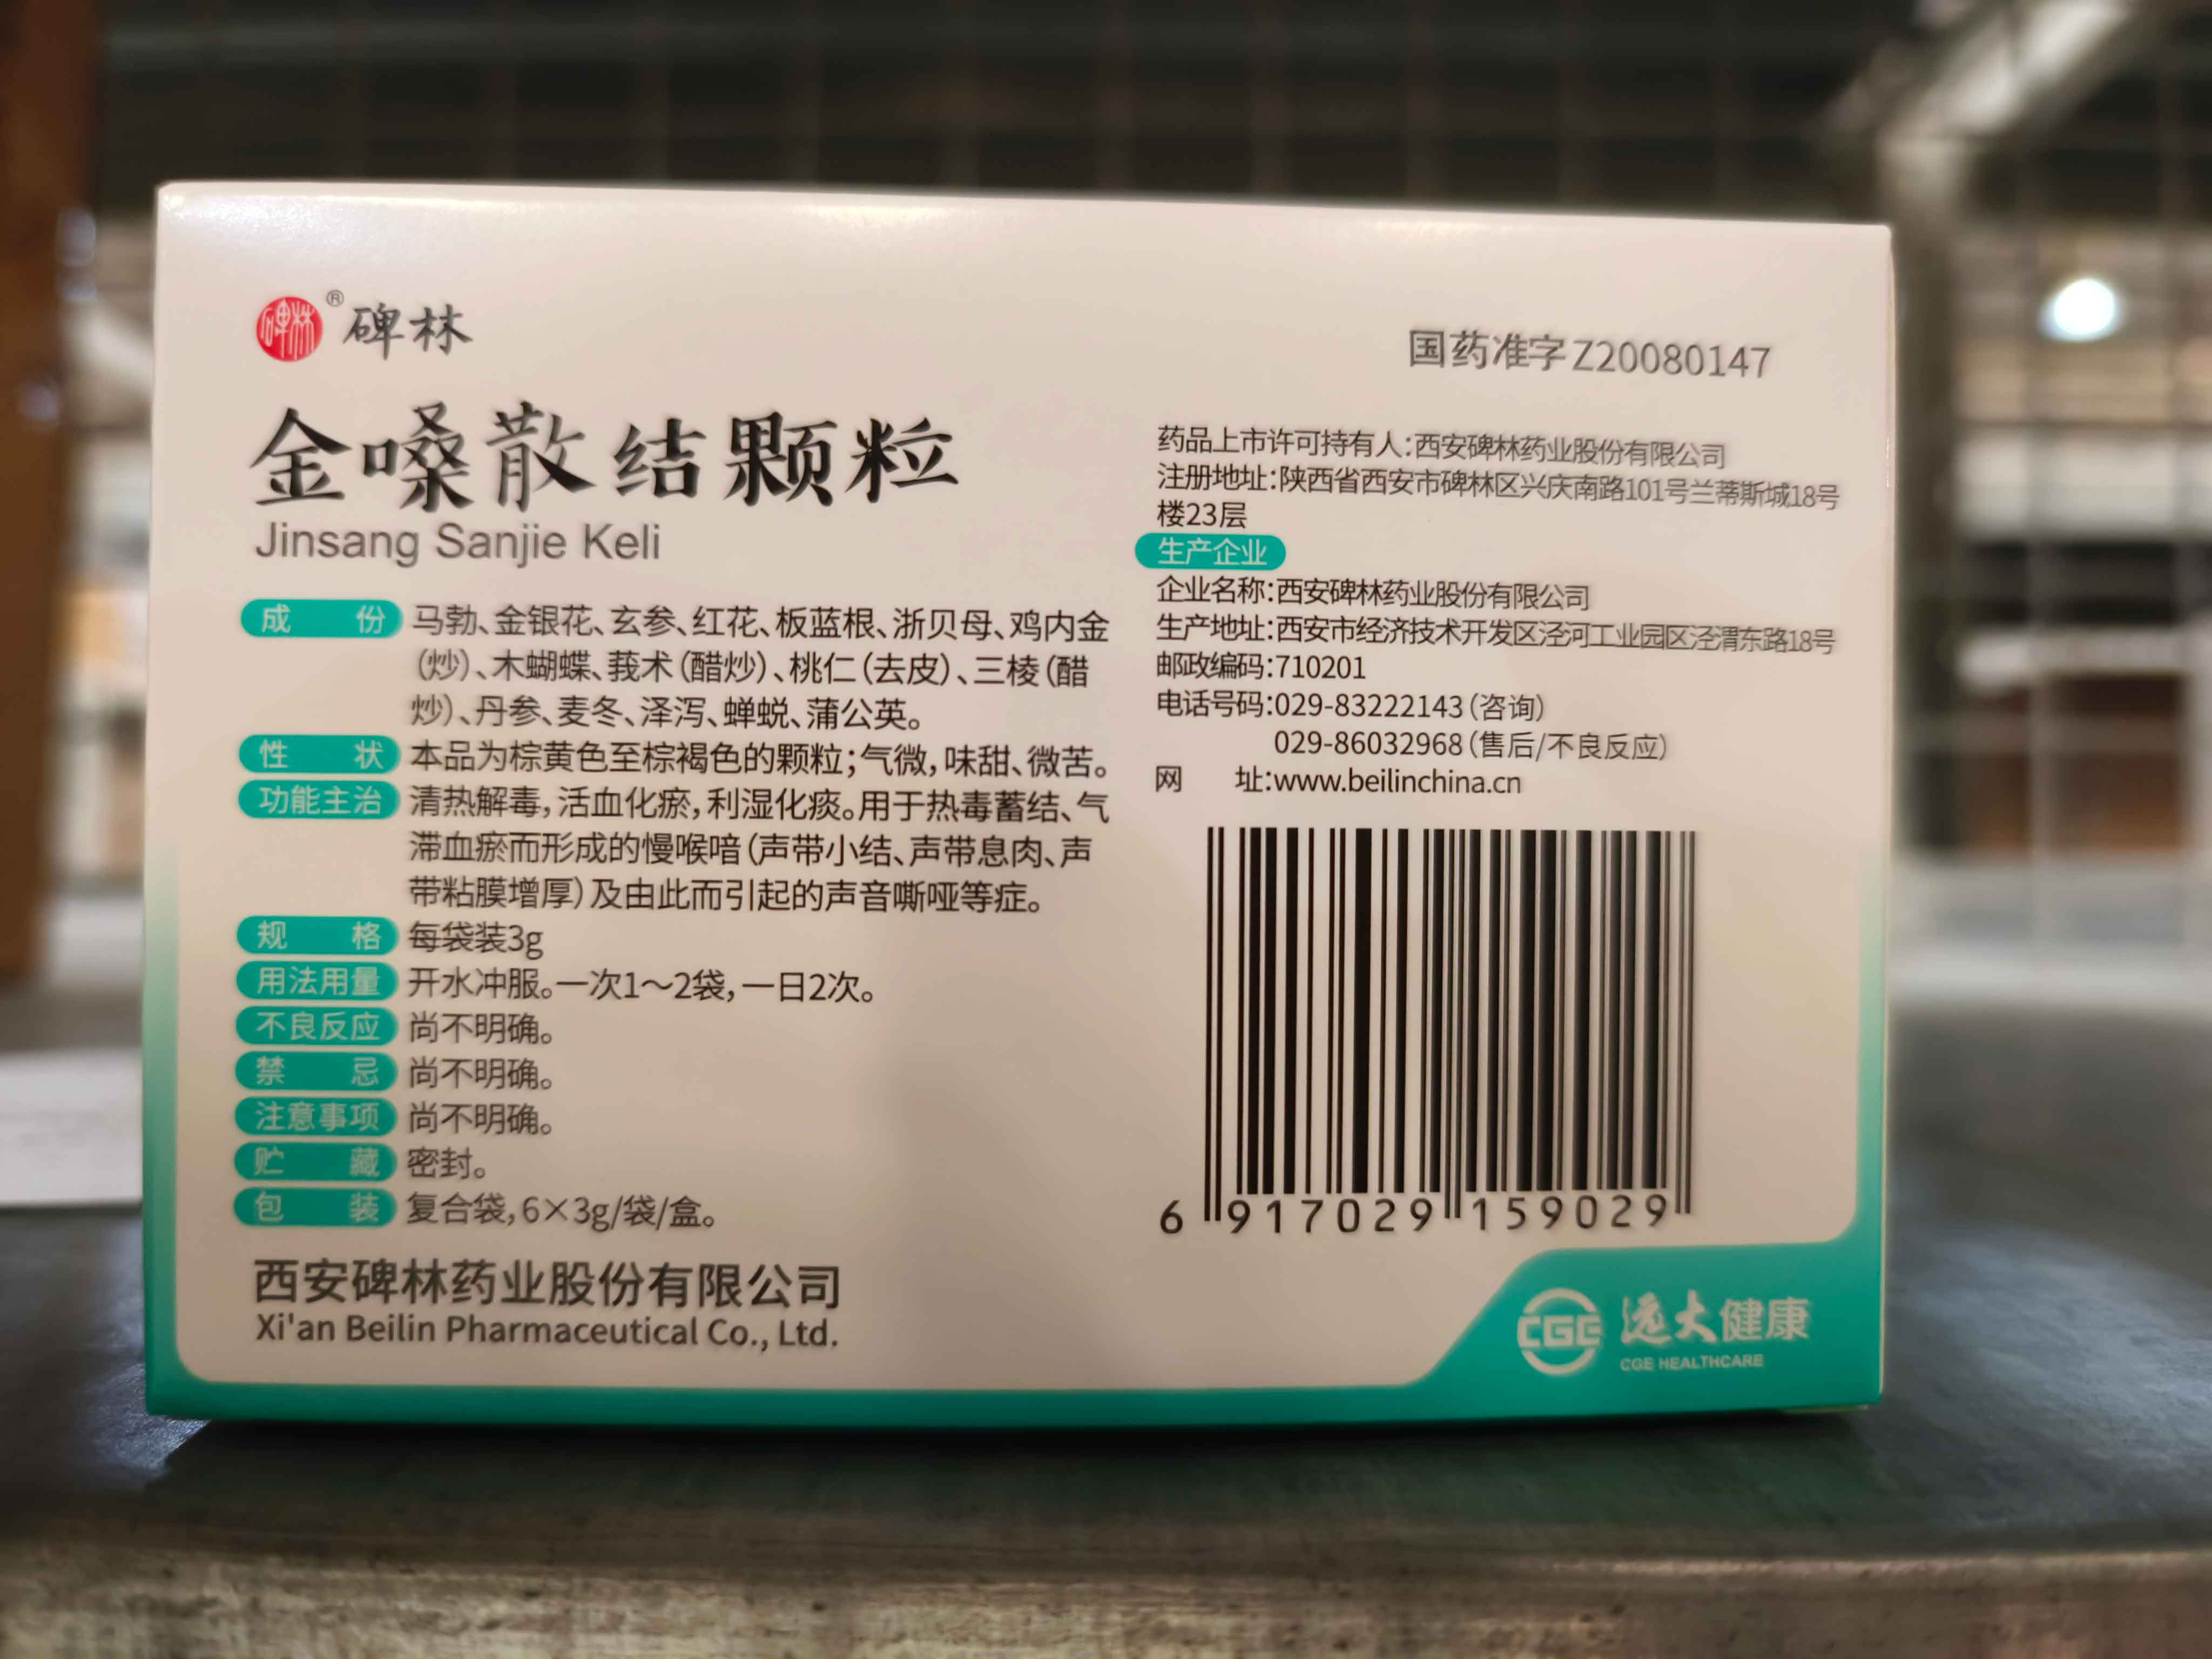 碑林® 碑林
金嗓散结颗粒
Jinsang Sanjie Keli
成份 马勃、金银花、玄参、红花、板蓝根、浙贝母、鸡内金
(炒)、木蝴蝶、莪术(醋炒)、桃仁(去皮)、三棱(醋
炒)、丹参、麦冬、泽泻、蝉蜕、蒲公英。
性状 本品为棕黄色至棕褐色的颗粒;气微,味甜、微苦。
功能主治 清热解毒,活血化瘀,利湿化痰。用于热毒蓄结、气
滞血瘀而形成的慢喉喑(声带小结、声带息肉、声
带粘膜增厚)及由此而引起的声音嘶哑等症。
规格 每袋装3g
用法用量 开水冲服。一次1~2袋,一日2次。
不良反应 尚不明确。
禁忌 尚不明确。
注意事项 尚不明确。
贮藏 密封。
包装 复合袋,6×3g/袋/盒。
西安碑林药业股份有限公司
Xi'an Beilin Pharmaceutical Co., Ltd.
国药准字Z20080147
药品上市许可持有人:西安碑林药业股份有限公司
注册地址:陕西省西安市碑林区兴庆南路101号兰蒂斯城18号
楼23层
生产企业
企业名称:西安碑林药业股份有限公司
生产地址:西安市经济技术开发区泾河工业园区泾渭东路18号
邮政编码:710201
电话号码:029-83222143(咨询)
029-86032968(售后/不良反应)
网址:www.beilinchina.cn
6 917029 159029
CGE 远大健康
CGE HEALTHCARE